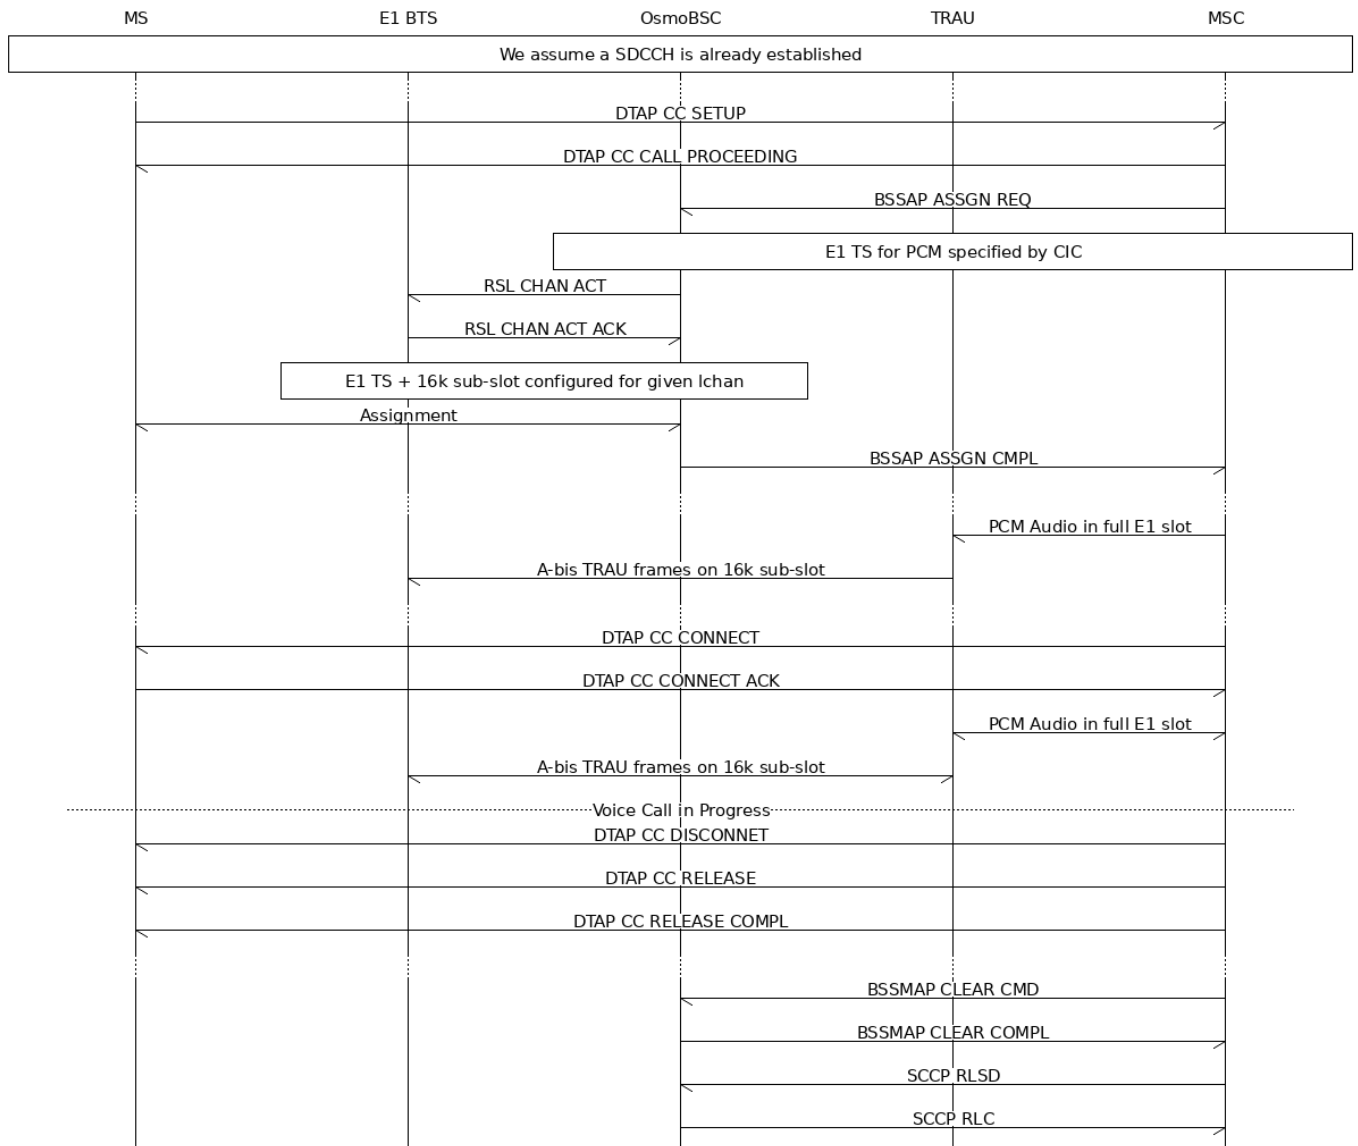 MS E1 BTS OsmoBSC TRAU MSC
We assume a SDCCH is already established
DTAP CC SETUP
DTAP CC CALL PROCEEDING
BSSAP ASSGN REQ
E1 TS for PCM specified by CIC
RSL CHAN ACT
RSL CHAN ACT ACK
E1 TS + 16k sub-slot configured for given lchan
Assignment
BSSAP ASSGN CMPL
PCM Audio in full E1 slot
A-bis TRAU frames on 16k sub-slot
DTAP CC CONNECT
DTAP CC CONNECT ACK
PCM Audio in full E1 slot
A-bis TRAU frames on 16k sub-slot
Voice Call in Progress
DTAP CC DISCONNET
DTAP CC RELEASE
DTAP CC RELEASE COMPL
BSSMAP CLEAR CMD
BSSMAP CLEAR COMPL
SCCP RLSD
SCCP RLC